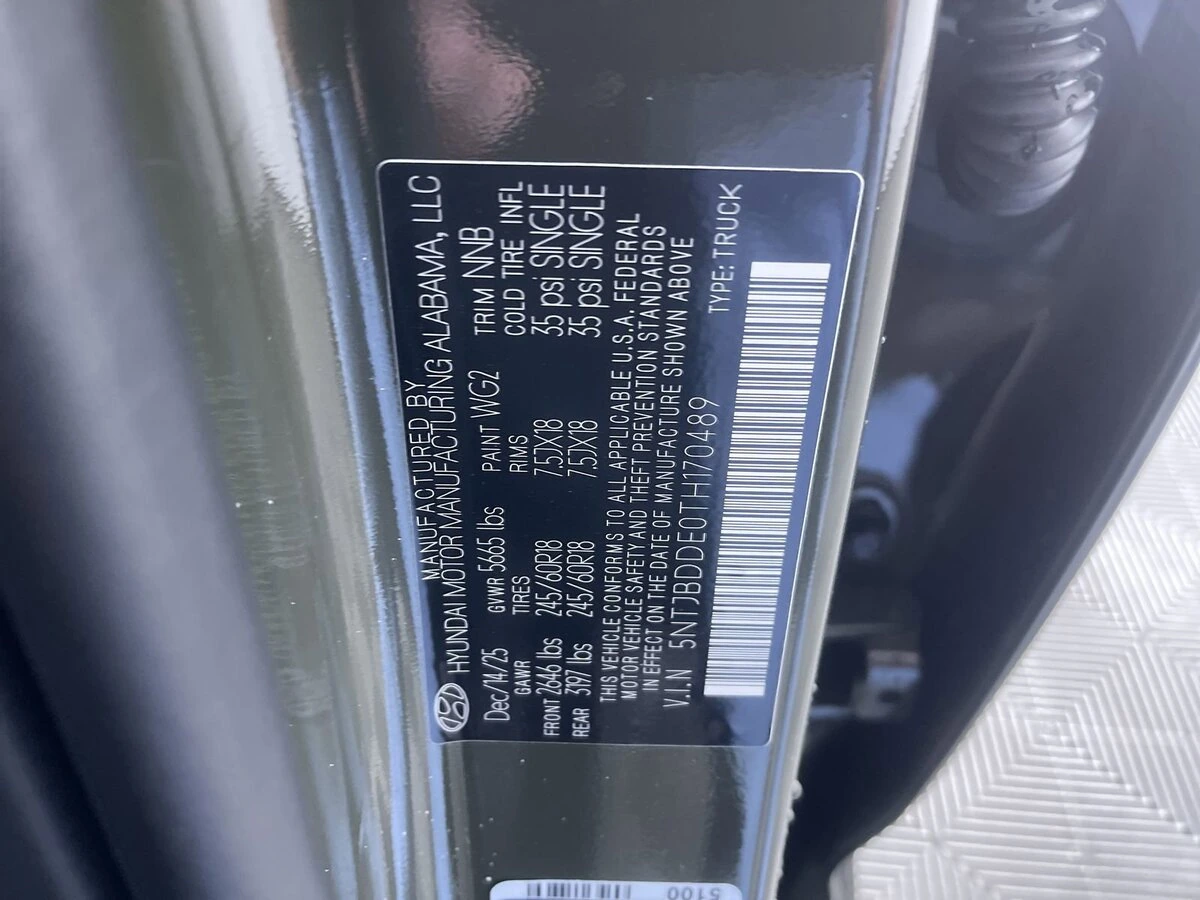 MANUFACTURED BY
HYUNDAI MOTOR MANUFACTURING ALABAMA, LLC
Dec/14/25 GVWR 5665 lbs PAINT WG2 TRIM NNB
GAWR TIRES RIMS COLD TIRE INFL
FRONT 2646 lbs 245/60R18 7.5JX18 35 psi SINGLE
REAR 3197 lbs 245/60R18 7.5JX18 35 psi SINGLE
THIS VEHICLE CONFORMS TO ALL APPLICABLE U.S.A. FEDERAL
MOTOR VEHICLE SAFETY AND THEFT PREVENTION STANDARDS
IN EFFECT ON THE DATE OF MANUFACTURE SHOWN ABOVE
V.I.N 5NTJBDDE0TH170489 TYPE: TRUCK
5100